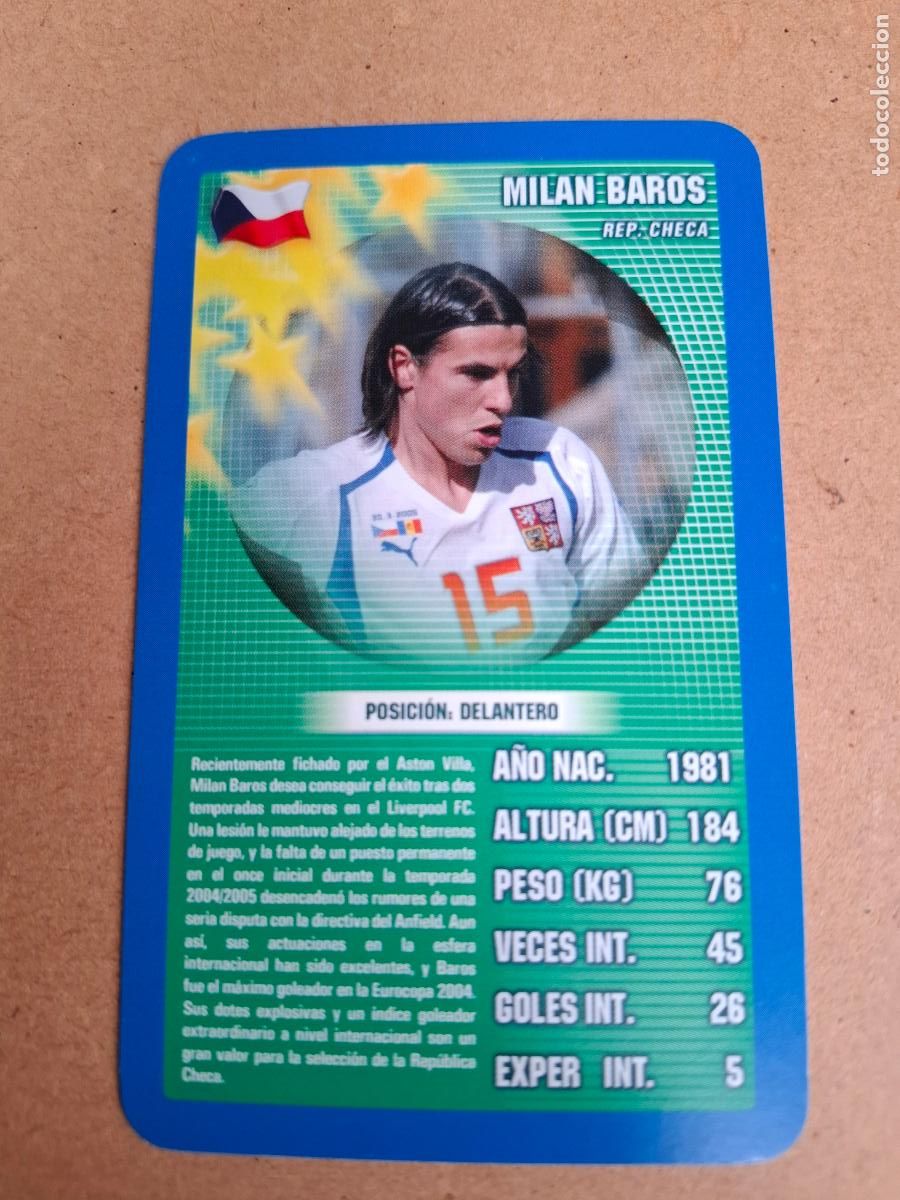 todocoleccion
MILAN BAROS
REP. CHECA
15
POSICIÓN: DELANTERO
Recientemente fichado por el Aston Villa,
Milan Baros desea conseguir el éxito tras dos
temporadas mediocres en el Liverpool FC.
Una lesión le mantuvo alejado de los terrenos
de juego, y la falta de un puesto permanente
en el once inicial durante la temporada
2004/2005 desencadenó los rumores de una
seria disputa con la directiva del Anfield. Aun
así, sus actuaciones en la esfera
internacional han sido excelentes, y Baros
fue el máximo goleador en la Eurocopa 2004.
Sus dotes explosivas y un índice goleador
extraordinario a nivel internacional son un
gran valor para la selección de la República
Checa.
AÑO NAC. 1981
ALTURA (CM) 184
PESO (KG) 76
VECES INT. 45
GOLES INT. 26
EXPER INT. 5